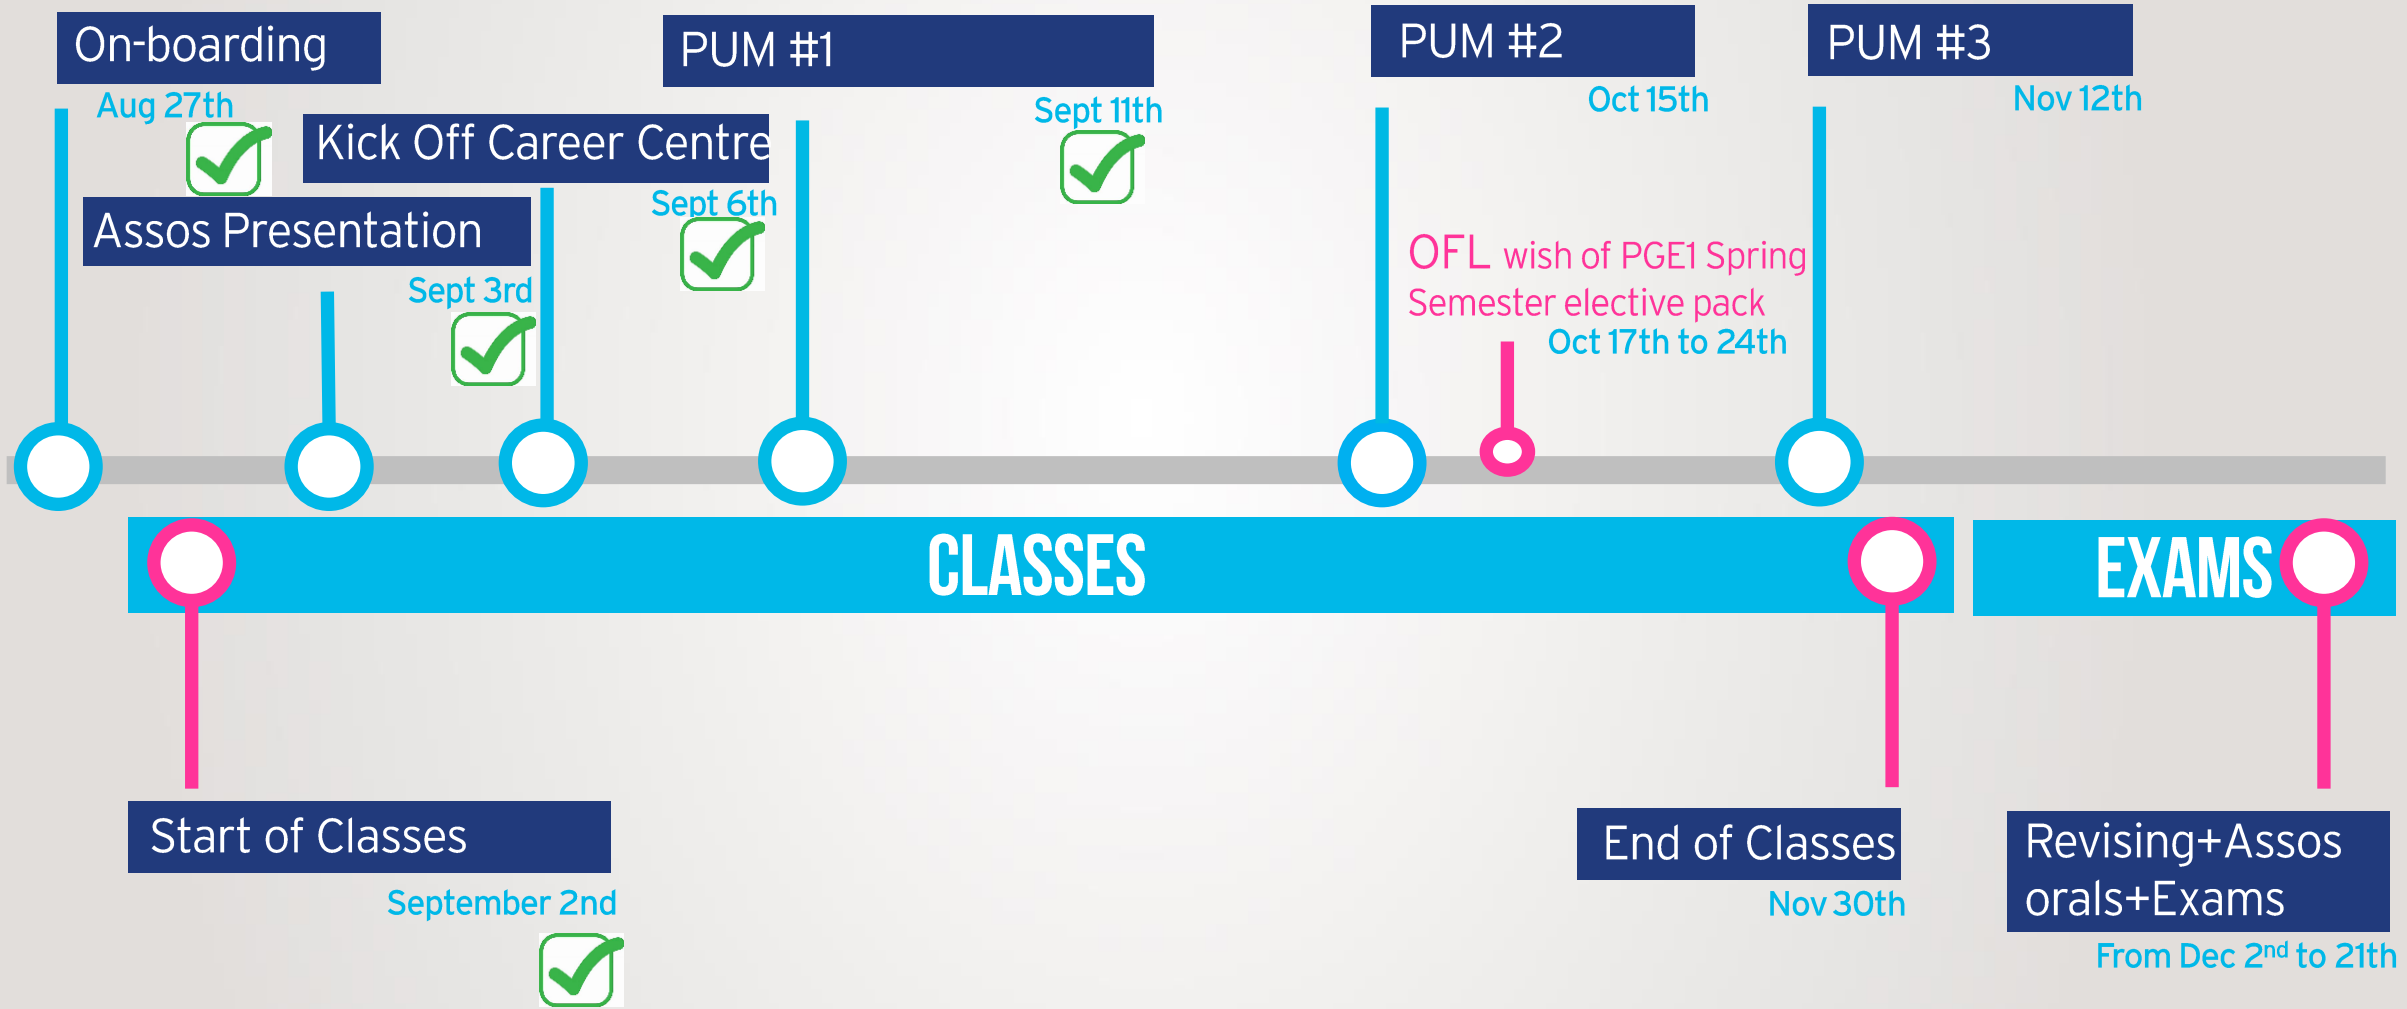 On-boarding
Aug 27th
Assos Presentation
Sept 3rd
Kick Off Career Centre
Sept 6th
PUM #1
Sept 11th
PUM #2
Oct 15th
OFL wish of PGE1 Spring
Semester elective pack
Oct 17th to 24th
PUM #3
Nov 12th
CLASSES
EXAMS
Start of Classes
September 2nd
End of Classes
Nov 30th
Revising+Assos
orals+Exams
From Dec 2nd to 21th